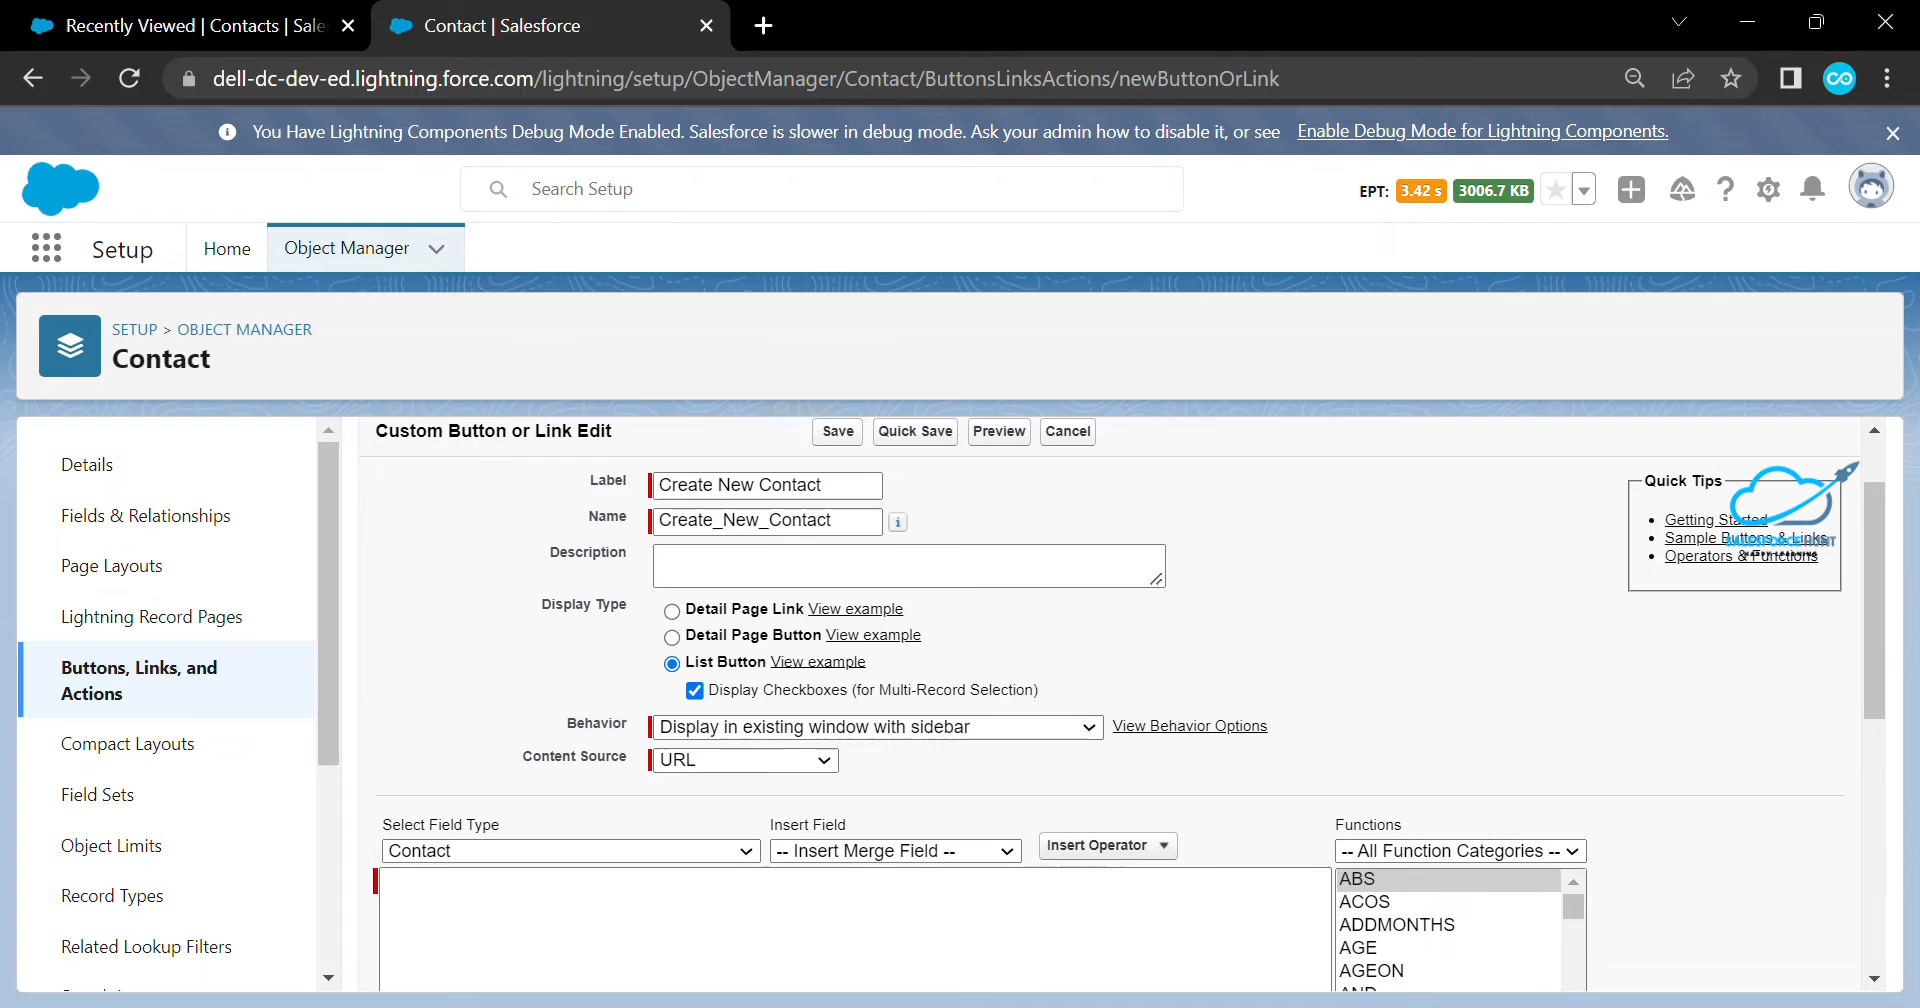 Recently Viewed | Contacts | Sale
Contact | Salesforce
dell-dc-dev-ed.lightning.force.com/lightning/setup/ObjectManager/Contact/ButtonsLinksActions/newButtonOrLink
You Have Lightning Components Debug Mode Enabled. Salesforce is slower in debug mode. Ask your admin how to disable it, or see Enable Debug Mode for Lightning Components.
Search Setup
EPT: 3.42 s 3006.7 KB
Setup
Home
Object Manager
SETUP > OBJECT MANAGER
Contact
Details
Fields & Relationships
Page Layouts
Lightning Record Pages
Buttons, Links, and
Actions
Compact Layouts
Field Sets
Object Limits
Record Types
Related Lookup Filters
Custom Button or Link Edit
Save Quick Save Preview Cancel
Label Create New Contact
Name Create_New_Contact
Description
Display Type
Detail Page Link View example
Detail Page Button View example
List Button View example
Display Checkboxes (for Multi-Record Selection)
Behavior Display in existing window with sidebar View Behavior Options
Content Source URL
Quick Tips
Getting Started
Sample Buttons & Links
Operators & Functions
SALESFORCE HUNT
Select Field Type Insert Field Functions
Contact -- Insert Merge Field -- Insert Operator -- All Function Categories --
ABS
ACOS
ADDMONTHS
AGE
AGEON
AND